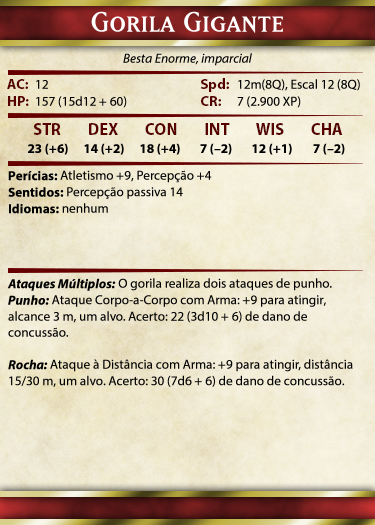 Gorila Gigante
Besta Enorme, imparcial
AC: 12 Spd: 12m(8Q), Escal 12 (8Q)
HP: 157 (15d12 + 60) CR: 7 (2.900 XP)
STR DEX CON INT WIS CHA
23 (+6) 14 (+2) 18 (+4) 7 (–2) 12 (+1) 7 (–2)
Perícias: Atletismo +9, Percepção +4
Sentidos: Percepção passiva 14
Idiomas: nenhum
Ataques Múltiplos: O gorila realiza dois ataques de punho.
Punho: Ataque Corpo-a-Corpo com Arma: +9 para atingir,
alcance 3 m, um alvo. Acerto: 22 (3d10 + 6) de dano de
concussão.
Rocha: Ataque à Distância com Arma: +9 para atingir, distância
15/30 m, um alvo. Acerto: 30 (7d6 + 6) de dano de concussão.